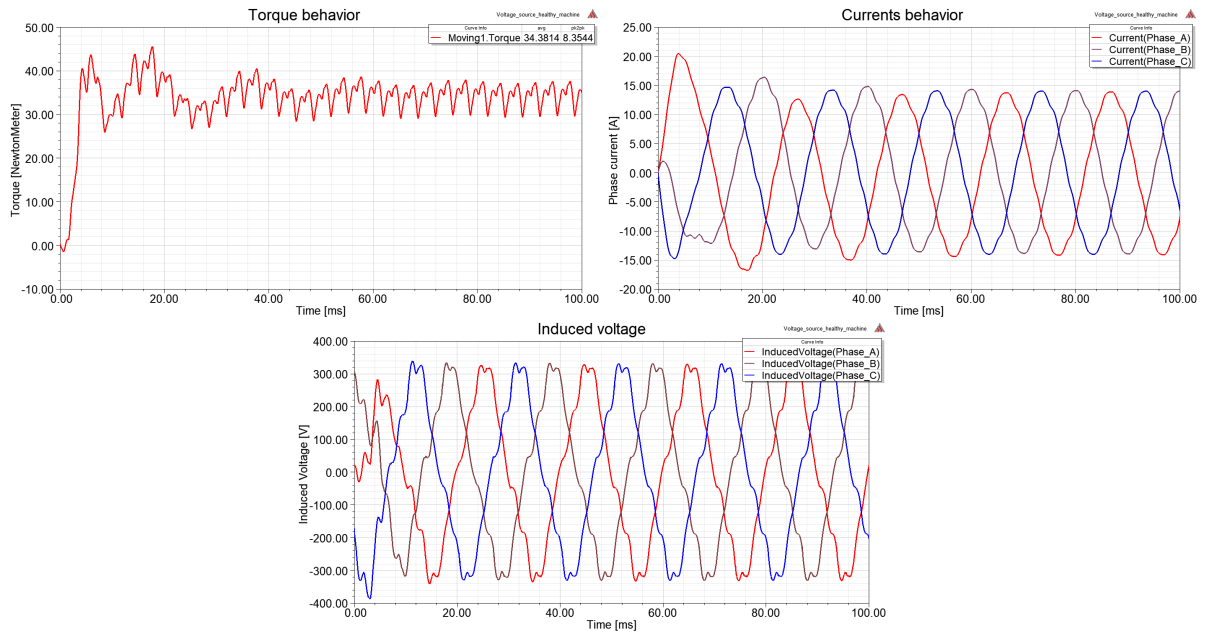 Torque behavior
Voltage_source_healthy_machine
Curve Info avg pk2pk
Moving1.Torque 34.3814 8.3544
50.00
40.00
30.00
20.00
10.00
0.00
-10.00
Torque [NewtonMeter]
0.00 20.00 40.00 60.00 80.00 100.00
Time [ms]
Currents behavior
Voltage_source_healthy_machine
Curve Info
Current(Phase_A)
Current(Phase_B)
Current(Phase_C)
25.00
20.00
15.00
10.00
5.00
0.00
-5.00
-10.00
-15.00
-20.00
Phase current [A]
0.00 20.00 40.00 60.00 80.00 100.00
Time [ms]
Induced voltage
Voltage_source_healthy_machine
Curve Info
InducedVoltage(Phase_A)
InducedVoltage(Phase_B)
InducedVoltage(Phase_C)
400.00
300.00
200.00
100.00
0.00
-100.00
-200.00
-300.00
-400.00
Induced Voltage [V]
0.00 20.00 40.00 60.00 80.00 100.00
Time [ms]